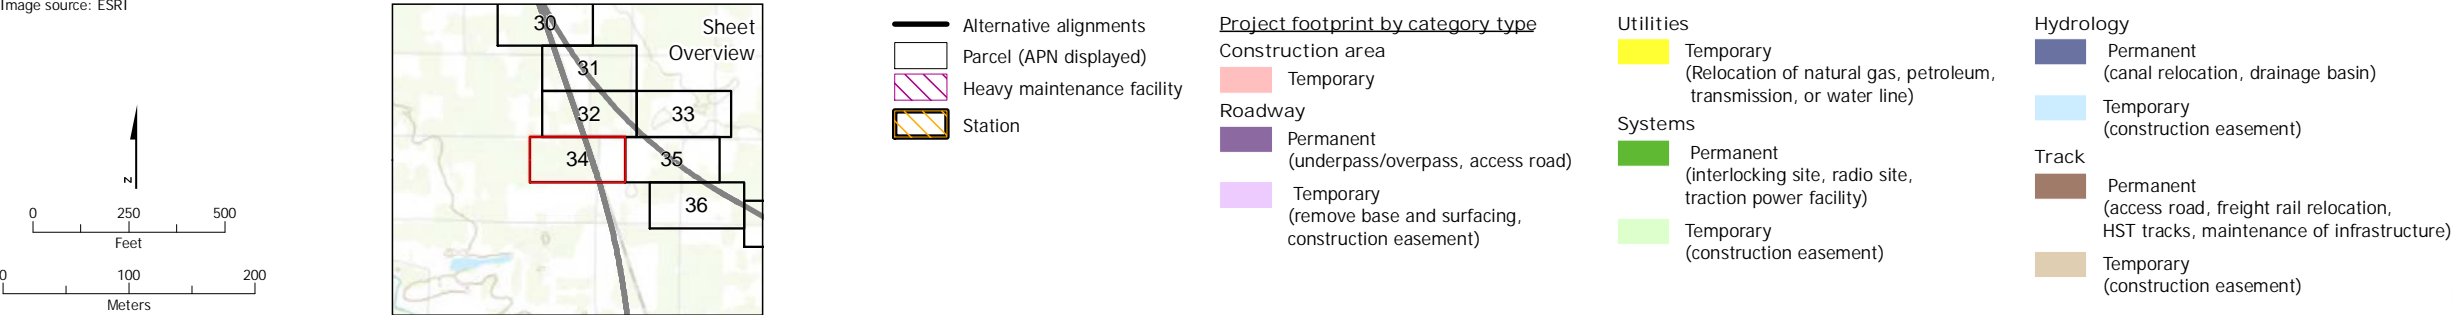 Image source: ESRI
N
0 250 500
Feet
0 100 200
Meters
Sheet
Overview
30
31
32
33
34
35
36
Alternative alignments
Parcel (APN displayed)
Heavy maintenance facility
Station
Project footprint by category type
Construction area
Temporary
Roadway
Permanent
(underpass/overpass, access road)
Temporary
(remove base and surfacing,
construction easement)
Utilities
Temporary
(Relocation of natural gas, petroleum,
transmission, or water line)
Systems
Permanent
(interlocking site, radio site,
traction power facility)
Temporary
(construction easement)
Hydrology
Permanent
(canal relocation, drainage basin)
Temporary
(construction easement)
Track
Permanent
(access road, freight rail relocation,
HST tracks, maintenance of infrastructure)
Temporary
(construction easement)